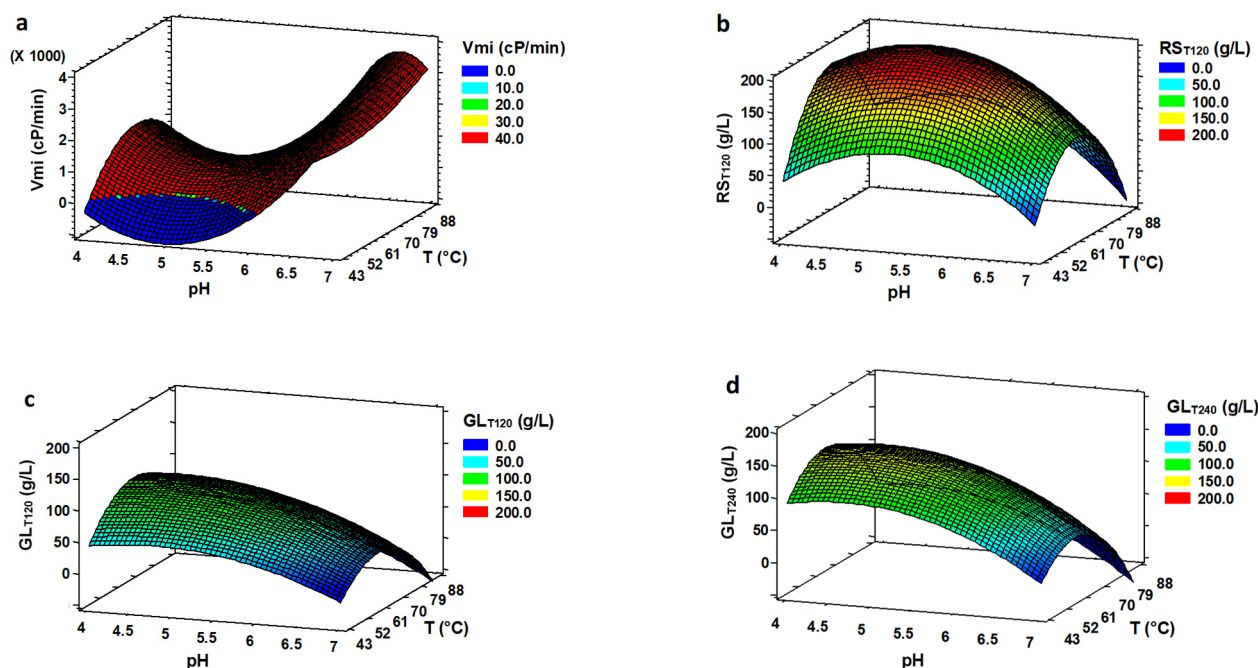 a
(X 1000)
4
3
2
1
0
Vmi (cP/min)
4 4.5 5 5.5 6 6.5 7
pH
43 52 61 70 79 88
T (°C)
Vmi (cP/min)
0.0
10.0
20.0
30.0
40.0
b
200
150
100
50
0
RST120 (g/L)
4 4.5 5 5.5 6 6.5 7
pH
43 52 61 70 79 88
T (°C)
RST120 (g/L)
0.0
50.0
100.0
150.0
200.0
c
200
150
100
50
0
GLT120 (g/L)
4 4.5 5 5.5 6 6.5 7
pH
43 52 61 70 79 88
T (°C)
GLT120 (g/L)
0.0
50.0
100.0
150.0
200.0
d
200
150
100
50
0
GLT240 (g/L)
4 4.5 5 5.5 6 6.5 7
pH
43 52 61 70 79 88
T (°C)
GLT240 (g/L)
0.0
50.0
100.0
150.0
200.0